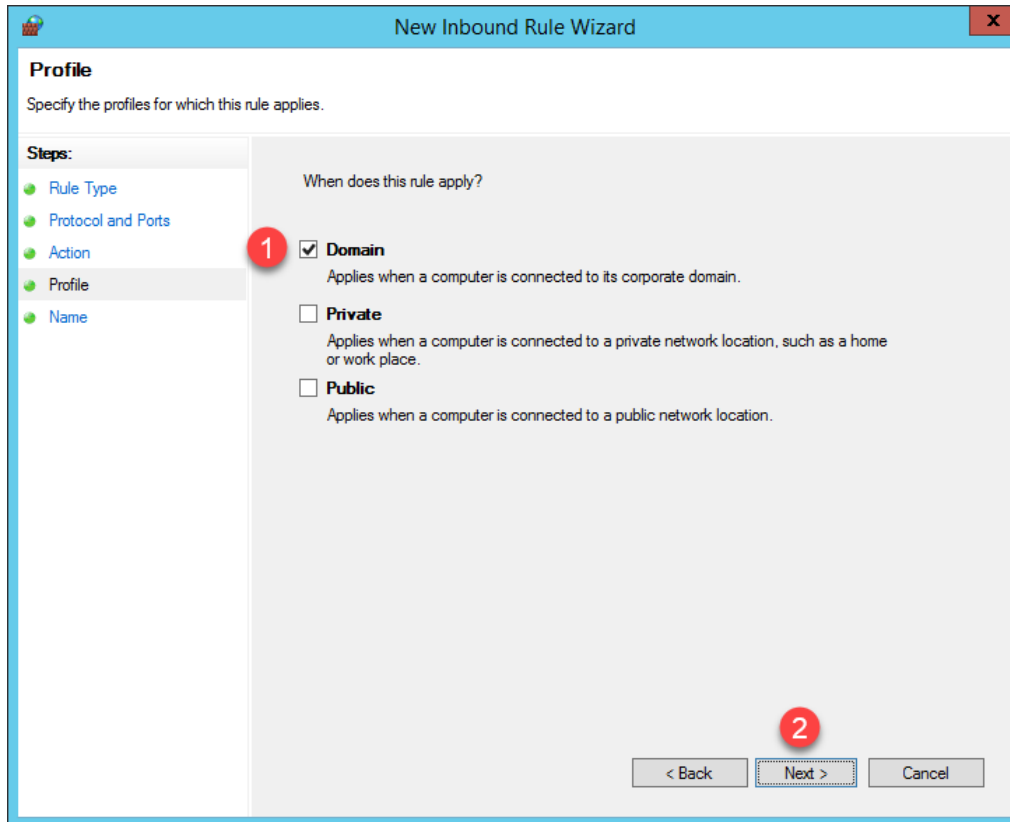 New Inbound Rule Wizard
x
Profile
Specify the profiles for which this rule applies.
Steps:
Rule Type
Protocol and Ports
Action
Profile
Name
When does this rule apply?
1
Domain
Applies when a computer is connected to its corporate domain.
Private
Applies when a computer is connected to a private network location, such as a home
or work place.
Public
Applies when a computer is connected to a public network location.
2
< Back
Next >
Cancel